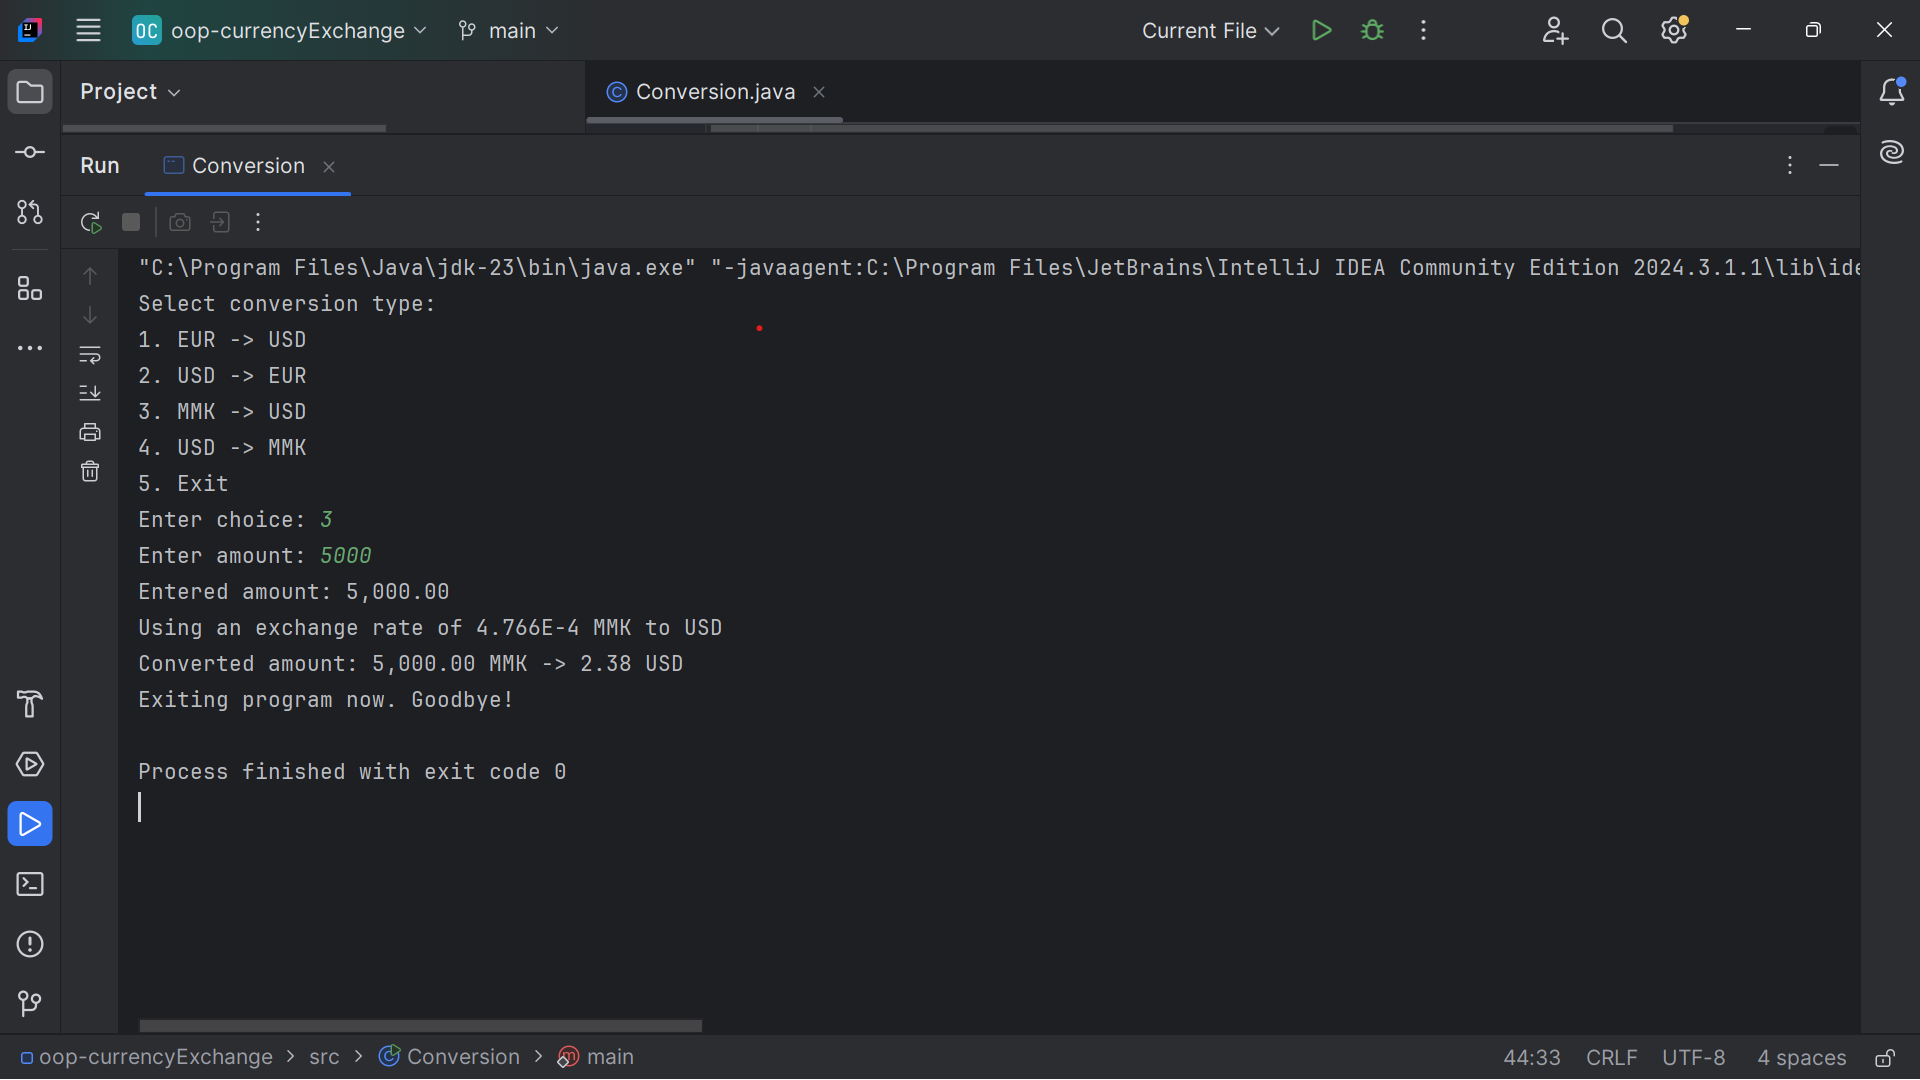 OC oop-currencyExchange main Current File
Project Conversion.java
Run Conversion
"C:\Program Files\Java\jdk-23\bin\java.exe" "-javaagent:C:\Program Files\JetBrains\IntelliJ IDEA Community Edition 2024.3.1.1\lib\ide
Select conversion type:
1. EUR -> USD
2. USD -> EUR
3. MMK -> USD
4. USD -> MMK
5. Exit
Enter choice: 3
Enter amount: 5000
Entered amount: 5,000.00
Using an exchange rate of 4.766E-4 MMK to USD
Converted amount: 5,000.00 MMK -> 2.38 USD
Exiting program now. Goodbye!
Process finished with exit code 0
oop-currencyExchange > src > Conversion > main 44:33 CRLF UTF-8 4 spaces